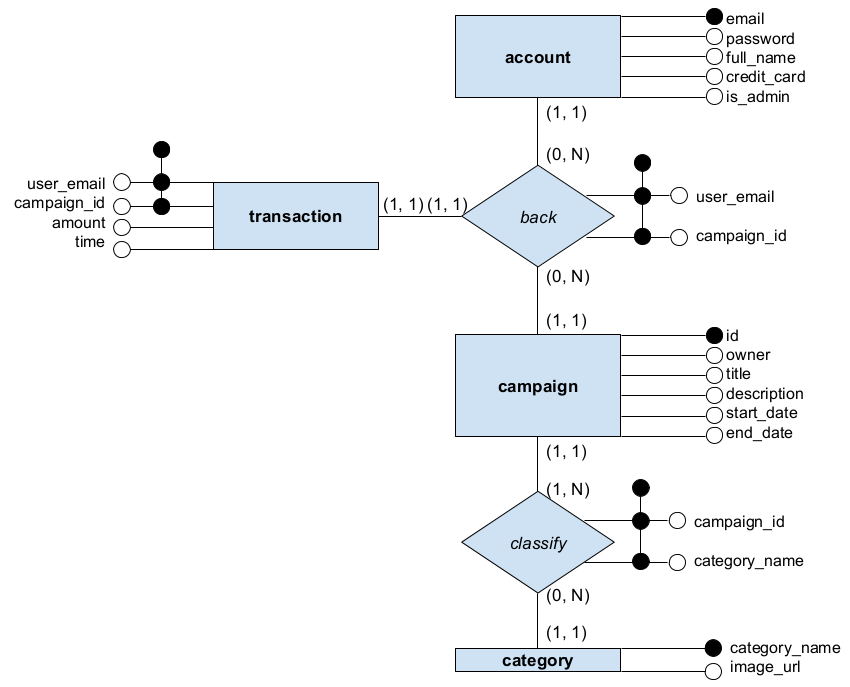 account
email
password
full_name
credit_card
is_admin
(1, 1)
(0, N)
user_email
campaign_id
amount
time
transaction
(1, 1) (1, 1)
back
user_email
campaign_id
(0, N)
(1, 1)
campaign
id
owner
title
description
start_date
end_date
(1, 1)
(1, N)
classify
campaign_id
category_name
(0, N)
(1, 1)
category
category_name
image_url